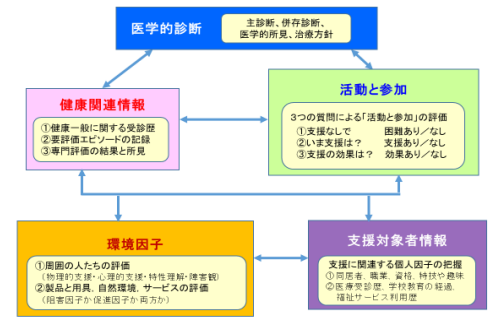 医学的診断
主診断、併存診断、
医学的所見、治療方針
健康関連情報
①健康一般に関する受診歴
②要評価エピソードの記録
③専門評価の結果と所見
活動と参加
3つの質問による「活動と参加」の評価
①支援なしで 困難あり／なし
②いま支援は？ 支援あり／なし
③支援の効果は？ 効果あり／なし
環境因子
①周囲の人たちの評価
（物理的支援・心理的支援・特性理解・障害観）
②製品と用具、自然環境、サービスの評価
（阻害因子か促進因子か両方か）
支援対象者情報
支援に関連する個人因子の把握
①同居者、職業、資格、特技や趣味
②医療受診歴、学校教育の経過、
福祉サービス利用歴